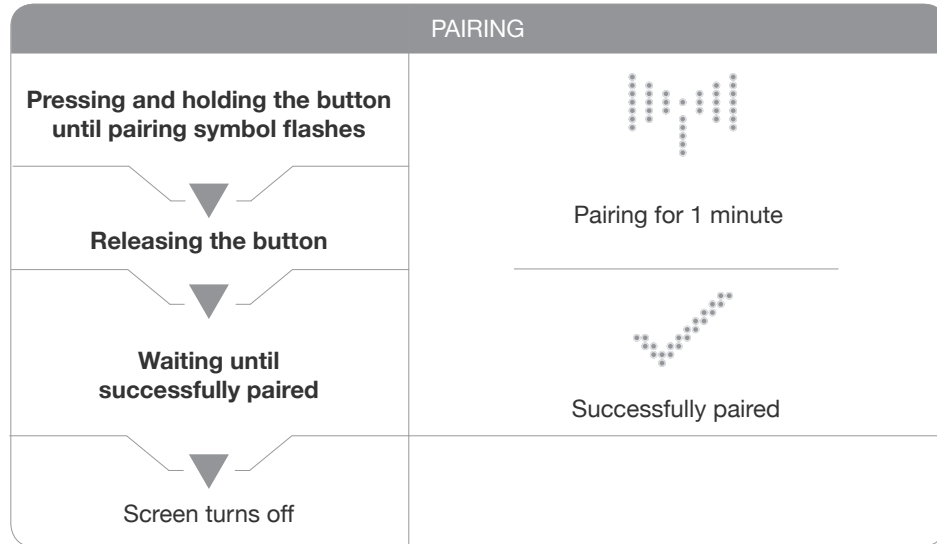 PAIRING
Pressing and holding the button
until pairing symbol flashes
Releasing the button
Waiting until
successfully paired
Screen turns off
Pairing for 1 minute
Successfully paired